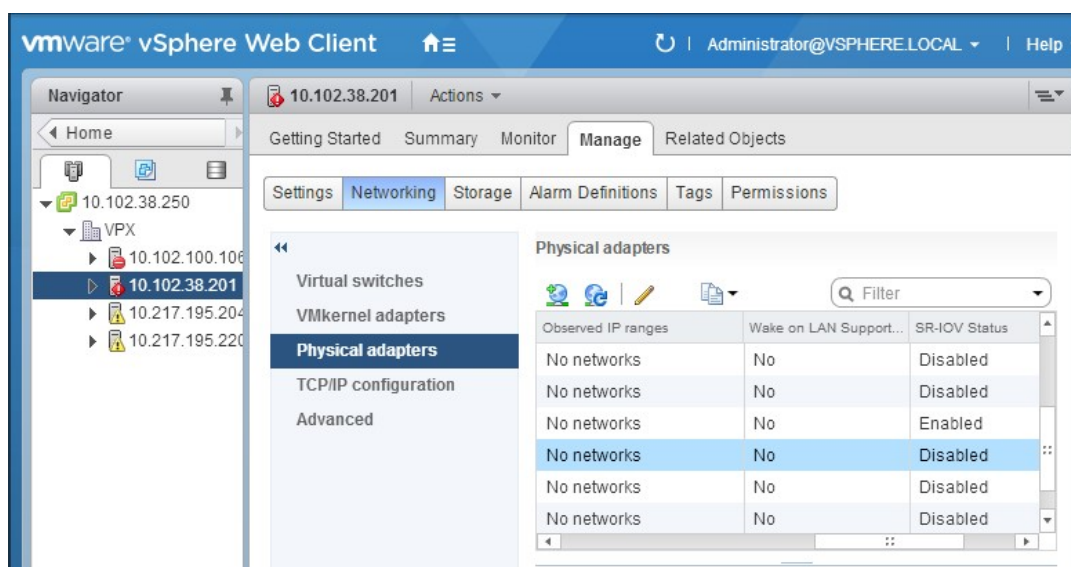 vmware® vSphere Web Client
Administrator@VSPHERE.LOCAL
Help
Navigator
Home
10.102.38.250
VPX
10.102.100.106
10.102.38.201
10.217.195.204
10.217.195.220
10.102.38.201 Actions
Getting Started Summary Monitor Manage Related Objects
Settings Networking Storage Alarm Definitions Tags Permissions
Virtual switches
VMkernel adapters
Physical adapters
TCP/IP configuration
Advanced
Physical adapters
Filter
Observed IP ranges Wake on LAN Support... SR-IOV Status
No networks No Disabled
No networks No Disabled
No networks No Enabled
No networks No Disabled
No networks No Disabled
No networks No Disabled